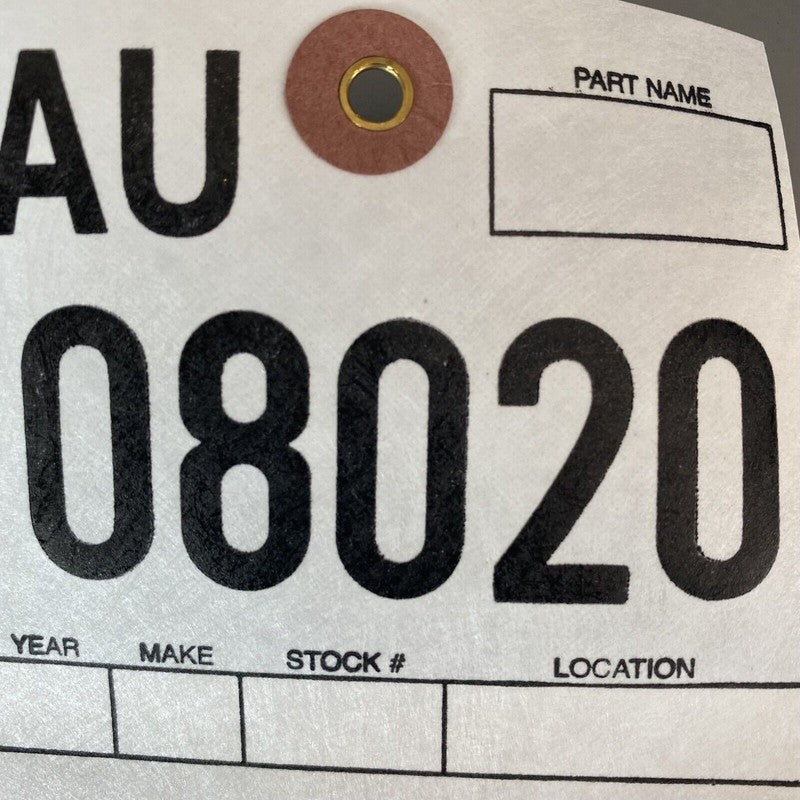 AU
PART NAME
08020
YEAR MAKE STOCK # LOCATION